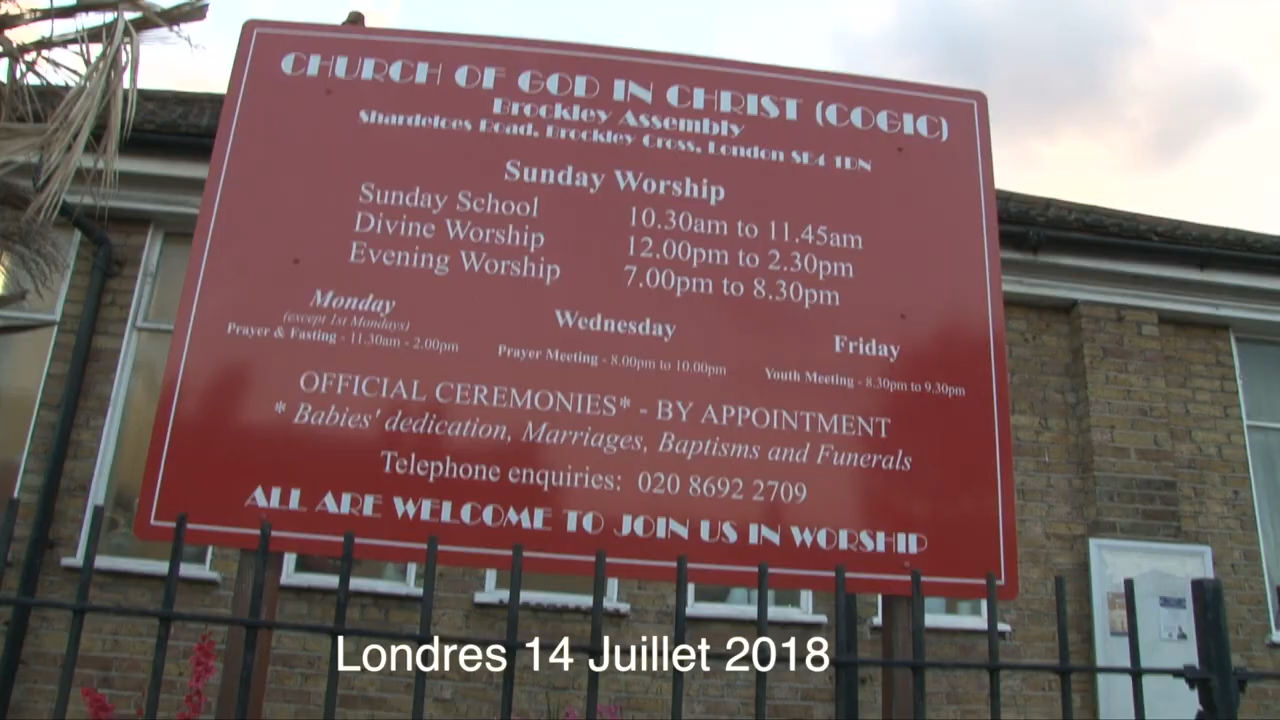 CHURCH OF GOD IN CHRIST (COGIC)
Brockley Assembly
Shardeloes Road, Brockley Cross, London SE4 1DN
Sunday Worship
Sunday School 10.30am to 11.45am
Divine Worship 12.00pm to 2.30pm
Evening Worship 7.00pm to 8.30pm
Monday
(except 1st Mondays)
Prayer & Fasting - 11.30am - 2.00pm
Wednesday
Prayer Meeting - 8.00pm to 10.00pm
Friday
Youth Meeting - 8.30pm to 9.30pm
OFFICIAL CEREMONIES* - BY APPOINTMENT
* Babies' dedication, Marriages, Baptisms and Funerals
Telephone enquiries: 020 8692 2709
ALL ARE WELCOME TO JOIN US IN WORSHIP
Londres 14 Juillet 2018